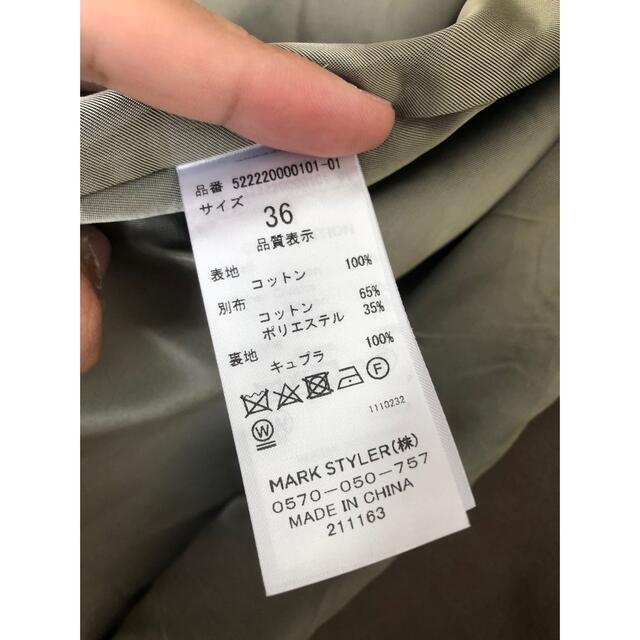 品番 522220000101-01
サイズ
36
品質表示
表地 コットン 100%
別布 コットン 65%
ポリエステル 35%
裏地 キュプラ 100%
F
W
1110232
MARK STYLER(株)
0570-050-757
MADE IN CHINA
211163